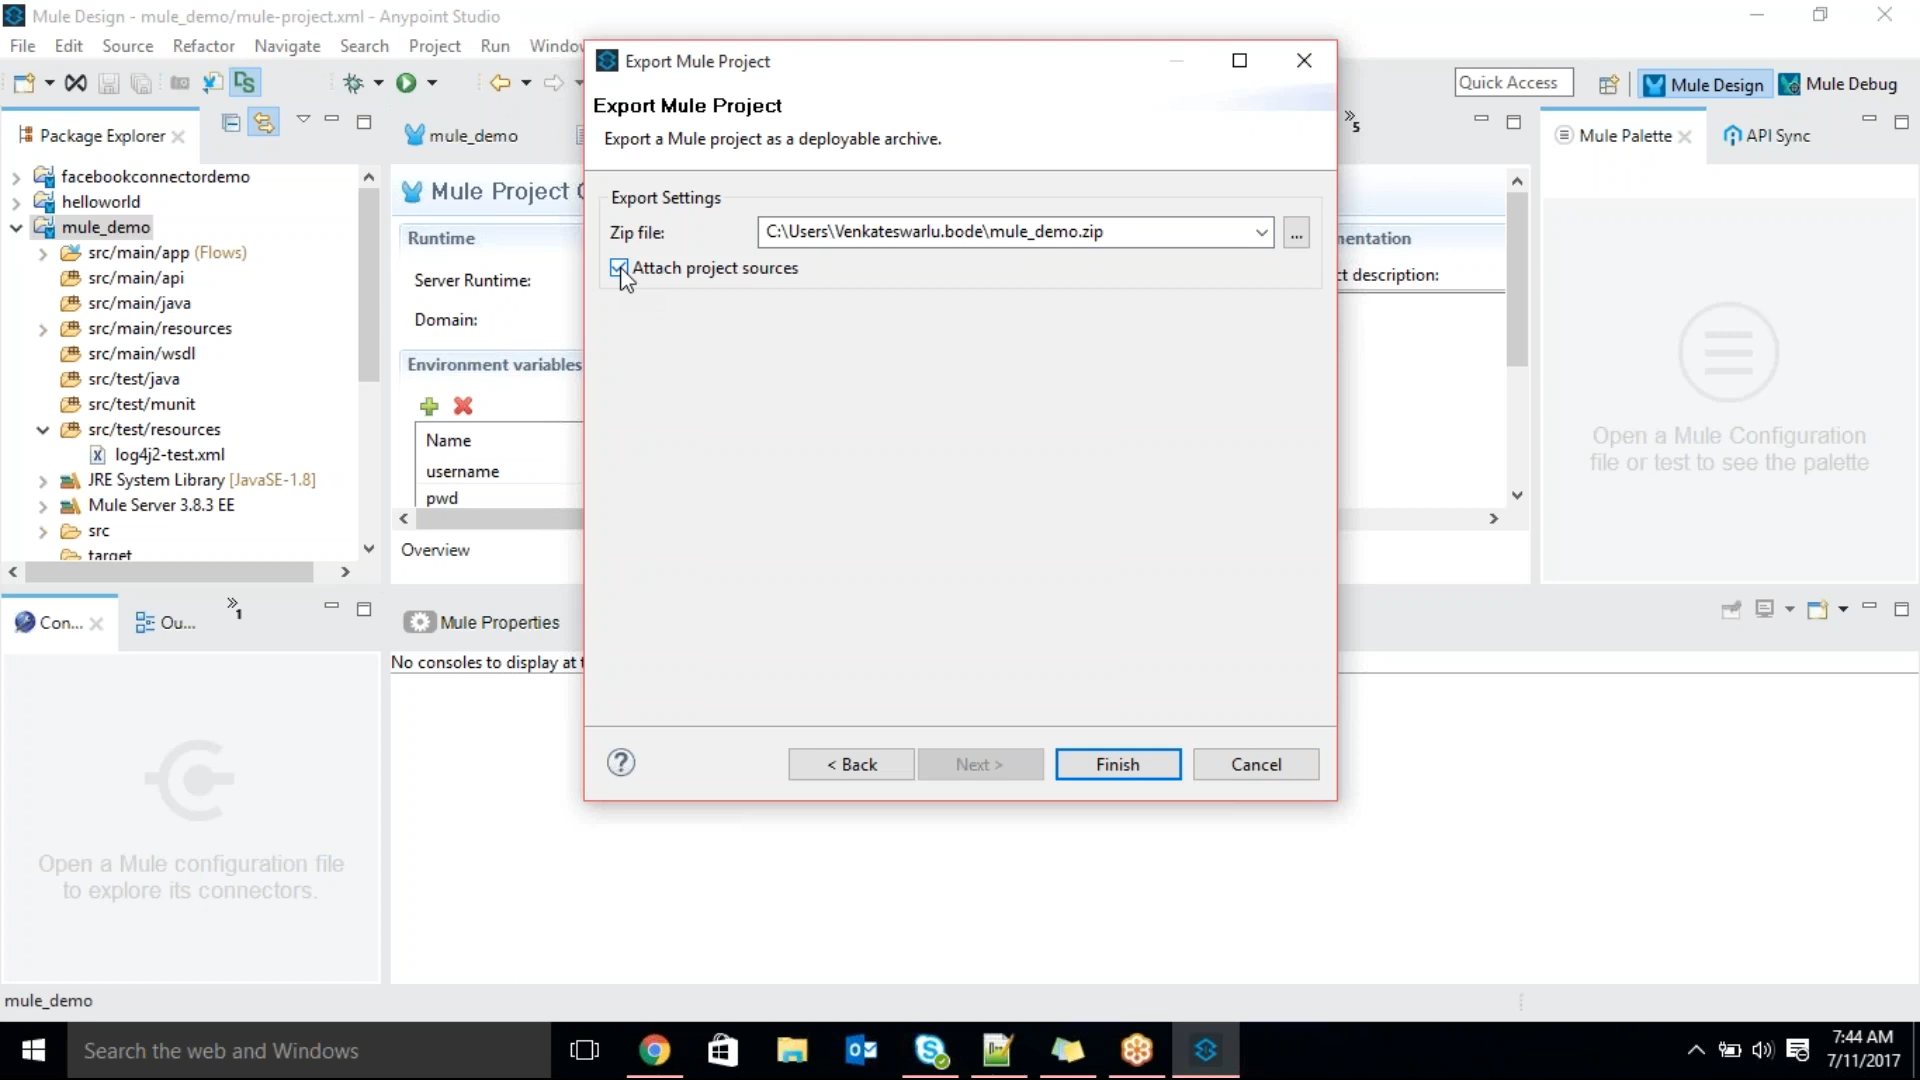 Mule Design - mule_demo/mule-project.xml - Anypoint Studio
File Edit Source Refactor Navigate Search Project Run
Quick Access
Mule Design
Mule Debug
Package Explorer
facebookconnectordemo
helloworld
mule_demo
src/main/app (Flows)
src/main/api
src/main/java
src/main/resources
src/main/wsdl
src/test/java
src/test/munit
src/test/resources
log4j2-test.xml
JRE System Library [JavaSE-1.8]
Mule Server 3.8.3 EE
src
target
mule_demo
5
Mule Project
Runtime
Server Runtime:
Domain:
Environment variables
Name
username
pwd
Overview
Export Mule Project
Export Mule Project
Export a Mule project as a deployable archive.
Export Settings
Zip file:
C:\Users\Venkateswarlu.bode\mule_demo.zip
...
Attach project sources
?
< Back
Next >
Finish
Cancel
Mule Palette
API Sync
Open a Mule Configuration
file or test to see the palette
Con...
Ou...
1
Open a Mule configuration file
to explore its connectors.
Mule Properties
No consoles to display at
mule_demo
Search the web and Windows
7:44 AM
7/11/2017